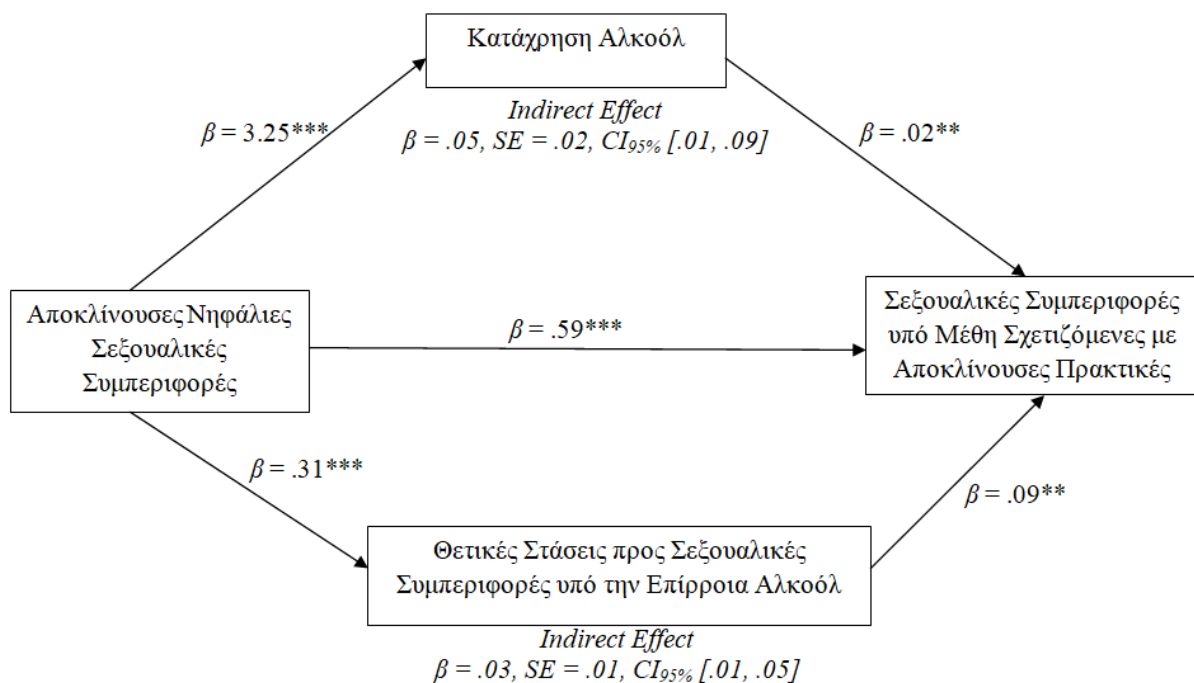 Κατάχρηση Αλκοόλ
Indirect Effect
β = .05, SE = .02, CI95% [.01, .09]
β = 3.25***
β = .02**
Αποκλίνουσες Νηφάλιες
Σεξουαλικές
Συμπεριφορές
β = .59***
Σεξουαλικές Συμπεριφορές
υπό Μέθη Σχετιζόμενες με
Αποκλίνουσες Πρακτικές
β = .31***
β = .09**
Θετικές Στάσεις προς Σεξουαλικές
Συμπεριφορές υπό την Επίρροια Αλκοόλ
Indirect Effect
β = .03, SE = .01, CI95% [.01, .05]